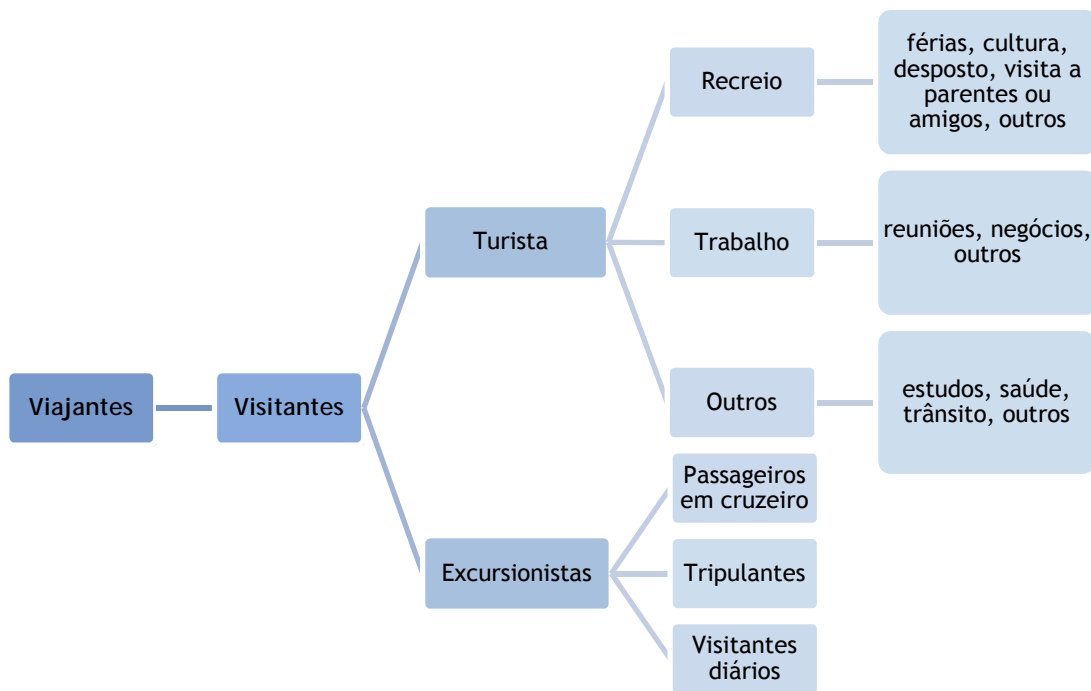 Viajantes
Visitantes
Turista
Recreio
férias, cultura,
desposto, visita a
parentes ou
amigos, outros
Trabalho
reuniões, negócios,
outros
Outros
estudos, saúde,
trânsito, outros
Excursionistas
Passageiros
em cruzeiro
Tripulantes
Visitantes
diários